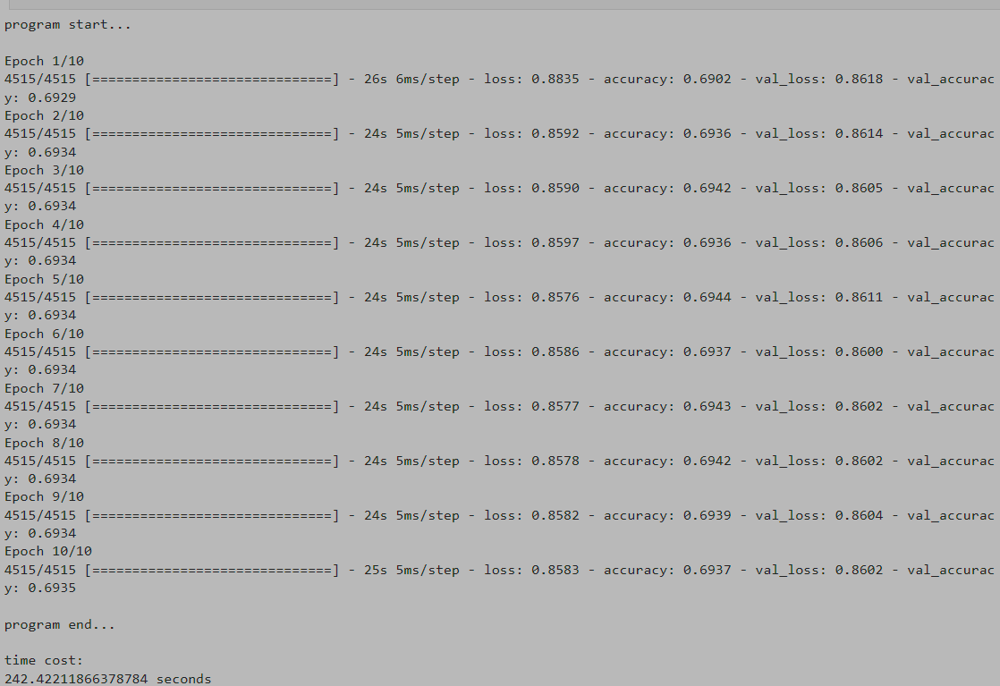 program start...
Epoch 1/10
4515/4515 [==============================] - 26s 6ms/step - loss: 0.8835 - accuracy: 0.6902 - val_loss: 0.8618 - val_accurac
y: 0.6929
Epoch 2/10
4515/4515 [==============================] - 24s 5ms/step - loss: 0.8592 - accuracy: 0.6936 - val_loss: 0.8614 - val_accurac
y: 0.6934
Epoch 3/10
4515/4515 [==============================] - 24s 5ms/step - loss: 0.8590 - accuracy: 0.6942 - val_loss: 0.8605 - val_accurac
y: 0.6934
Epoch 4/10
4515/4515 [==============================] - 24s 5ms/step - loss: 0.8597 - accuracy: 0.6936 - val_loss: 0.8606 - val_accurac
y: 0.6934
Epoch 5/10
4515/4515 [==============================] - 24s 5ms/step - loss: 0.8576 - accuracy: 0.6944 - val_loss: 0.8611 - val_accurac
y: 0.6934
Epoch 6/10
4515/4515 [==============================] - 24s 5ms/step - loss: 0.8586 - accuracy: 0.6937 - val_loss: 0.8600 - val_accurac
y: 0.6934
Epoch 7/10
4515/4515 [==============================] - 24s 5ms/step - loss: 0.8577 - accuracy: 0.6943 - val_loss: 0.8602 - val_accurac
y: 0.6934
Epoch 8/10
4515/4515 [==============================] - 24s 5ms/step - loss: 0.8578 - accuracy: 0.6942 - val_loss: 0.8602 - val_accurac
y: 0.6934
Epoch 9/10
4515/4515 [==============================] - 24s 5ms/step - loss: 0.8582 - accuracy: 0.6939 - val_loss: 0.8604 - val_accurac
y: 0.6934
Epoch 10/10
4515/4515 [==============================] - 25s 5ms/step - loss: 0.8583 - accuracy: 0.6937 - val_loss: 0.8602 - val_accurac
y: 0.6935
program end...
time cost:
242.42211866378784 seconds